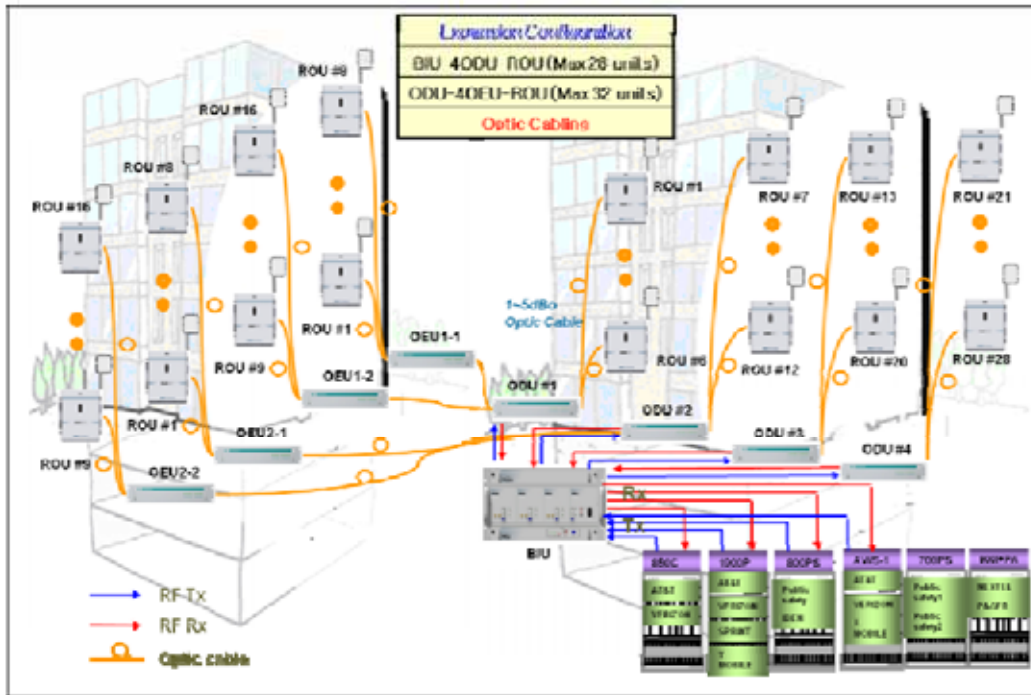 Expansion Configuration
BIU-4ODU-ROU(Max28 units)
ODU-4OEU-ROU(Max 32 units)
Optic Cabling
ROU #8
ROU #16
ROU #8
ROU #16
ROU #1
ROU #9
ROU #1
ROU #9
OEU1-1
OEU1-2
OEU2-1
OEU2-2
ROU #1
ROU #7
ROU #13
ROU #21
Optic Cable
ROU #6
ROU #12
ROU #20
ROU #28
ODU #1
ODU #2
ODU #3
ODU #4
Rx
Tx
BIU
850C
AT&T
VERIZON
1900P
AT&T
VERIZON
SPRINT
T
MOBILE
800PS
Public
safety
IDEN
AWS-1
AT&T
VERIZON
T
MOBILE
700PS
Public
safety1
Public
safety2
PAGER
RF Tx
RF Rx
Optic cable